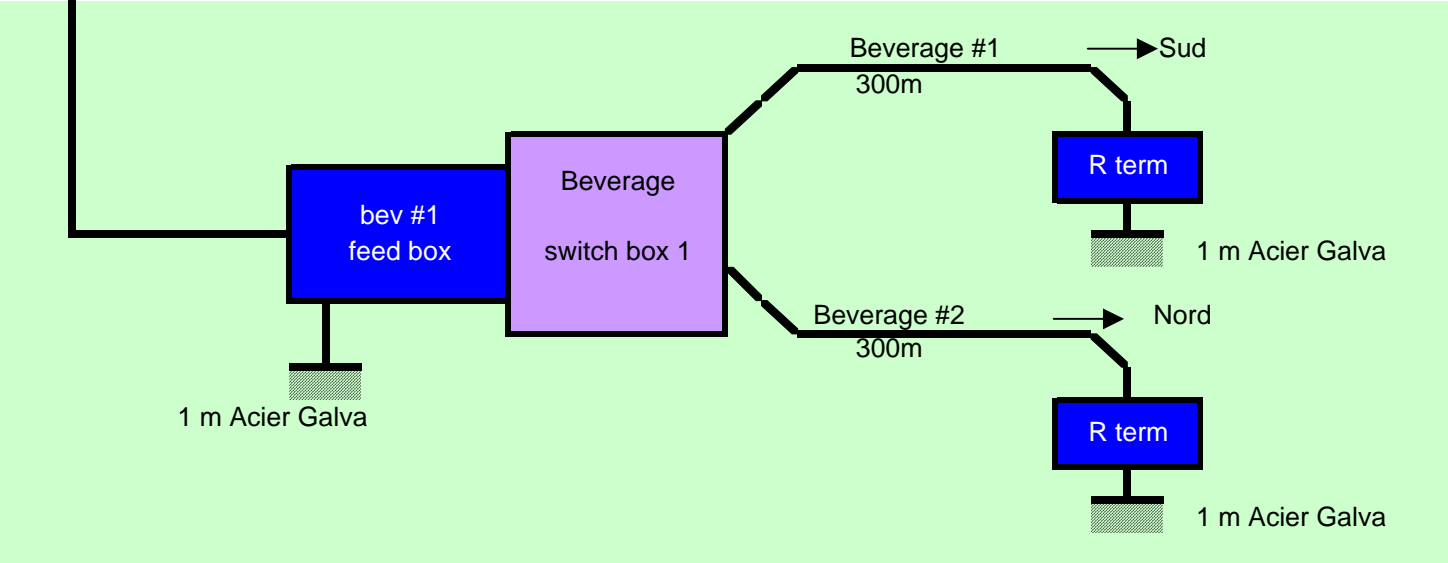 Beverage #1
Sud
300m
R term
1 m Acier Galva
bev #1
feed box
Beverage
switch box 1
1 m Acier Galva
Beverage #2
Nord
300m
R term
1 m Acier Galva